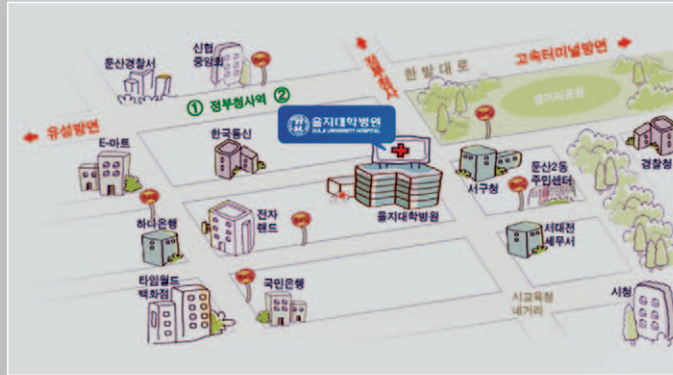 신협
중앙회
둔산경찰서
정부청사
한밭대로
고속터미널방면
샘머리공원
① 정부청사역 ②
유성방면
E-마트
한국통신
을지대학병원
EULJI UNIVERSITY HOSPITAL
을지대학병원
서구청
둔산2동
주민센터
경찰청
하나은행
전자
랜드
서대전
세무서
타임월드
백화점
국민은행
시교육청
네거리
시청